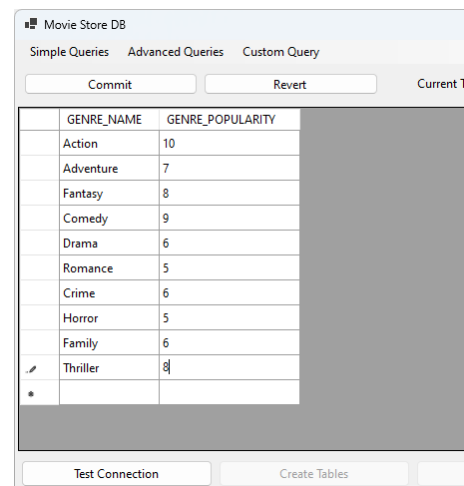 Movie Store DB
Simple Queries Advanced Queries Custom Query
Commit Revert Current T
GENRE_NAME GENRE_POPULARITY
Action 10
Adventure 7
Fantasy 8
Comedy 9
Drama 6
Romance 5
Crime 6
Horror 5
Family 6
Thriller 8
Test Connection Create Tables